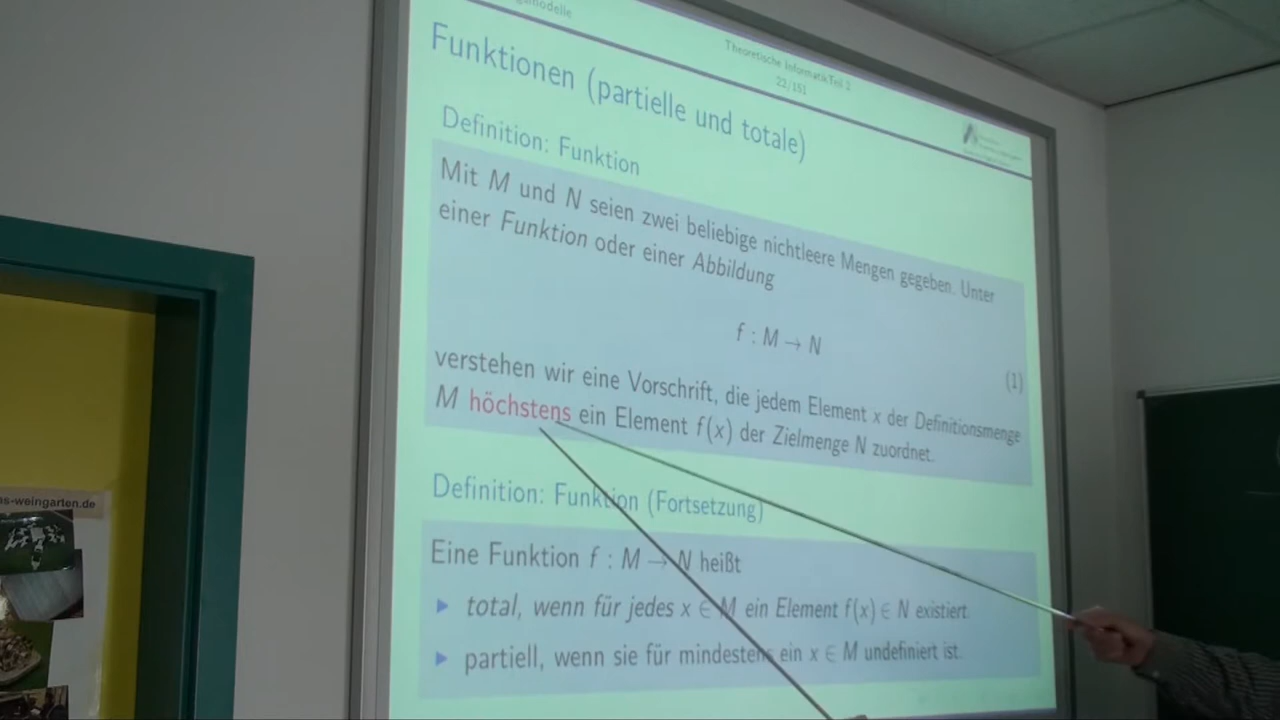 Theoretische Informatik Teil 2
22/151
Funktionen (partielle und totale)
Definition: Funktion
Mit M und N seien zwei beliebige nichtleere Mengen gegeben. Unter
einer Funktion oder einer Abbildung
f : M → N
(1)
verstehen wir eine Vorschrift, die jedem Element x der Definitionsmenge
M höchstens ein Element f(x) der Zielmenge N zuordnet.
Definition: Funktion (Fortsetzung)
Eine Funktion f : M → N heißt
total, wenn für jedes x ∈ M ein Element f(x) ∈ N existiert.
partiell, wenn sie für mindestens ein x ∈ M undefiniert ist.
s-weingarten.de